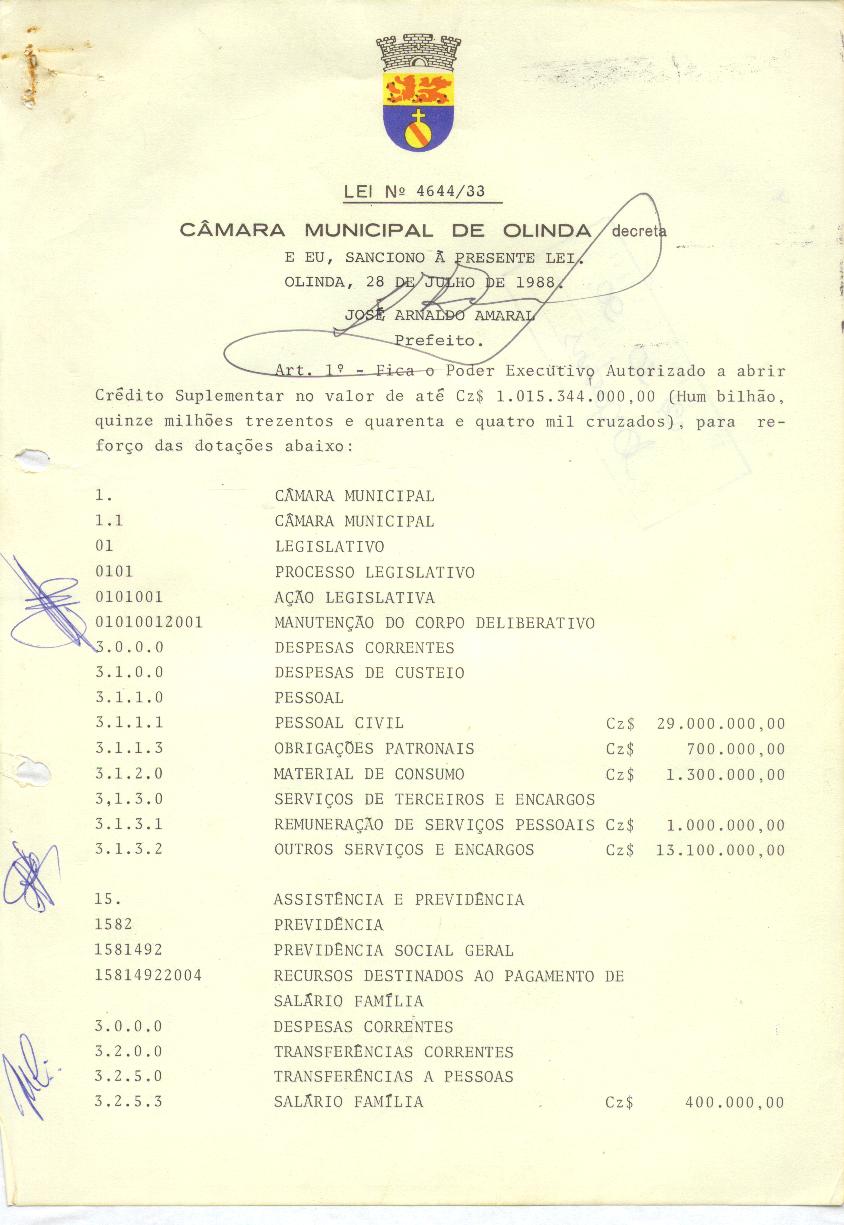 LEI Nº 4644/33
CÂMARA MUNICIPAL DE OLINDA decreta
E EU, SANCIONO Ã PRESENTE LEI.
OLINDA, 28 DE JULHO DE 1988.
JOSÉ ARNALDO AMARAL
Prefeito.
Art. 1º - Fica o Poder Executivo Autorizado a abrir
Crédito Suplementar no valor de até Cz$ 1.015.344.000,00 (Hum bilhão,
quinze milhões trezentos e quarenta e quatro mil cruzados), para re-
forço das dotações abaixo:
1. CÂMARA MUNICIPAL
1.1 CÂMARA MUNICIPAL
01 LEGISLATIVO
0101 PROCESSO LEGISLATIVO
0101001 AÇÃO LEGISLATIVA
01010012001 MANUTENÇÃO DO CORPO DELIBERATIVO
3.0.0.0 DESPESAS CORRENTES
3.1.0.0 DESPESAS DE CUSTEIO
3.1.1.0 PESSOAL
3.1.1.1 PESSOAL CIVIL Cz$ 29.000.000,00
3.1.1.3 OBRIGAÇÕES PATRONAIS Cz$ 700.000,00
3.1.2.0 MATERIAL DE CONSUMO Cz$ 1.300.000,00
3,1.3.0 SERVIÇOS DE TERCEIROS E ENCARGOS
3.1.3.1 REMUNERAÇÃO DE SERVIÇOS PESSOAIS Cz$ 1.000.000,00
3.1.3.2 OUTROS SERVIÇOS E ENCARGOS Cz$ 13.100.000,00
15. ASSISTÊNCIA E PREVIDÊNCIA
1582 PREVIDÊNCIA
1581492 PREVIDÊNCIA SOCIAL GERAL
15814922004 RECURSOS DESTINADOS AO PAGAMENTO DE
SALÁRIO FAMÍLIA
3.0.0.0 DESPESAS CORRENTES
3.2.0.0 TRANSFERÊNCIAS CORRENTES
3.2.5.0 TRANSFERÊNCIAS A PESSOAS
3.2.5.3 SALÁRIO FAMÍLIA Cz$ 400.000,00